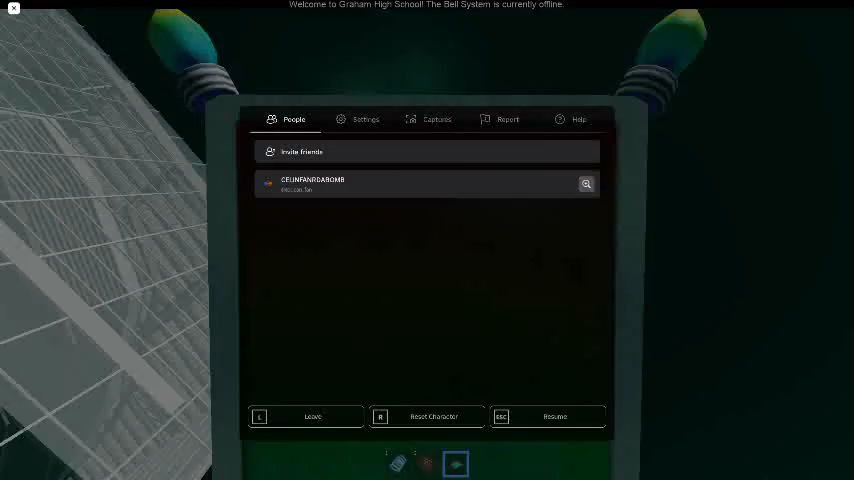 Welcome to Graham High School! The Bell System is currently offline.
People
Settings
Captures
Report
Help
Invite friends
CELINFANRDABOMB
L Leave
R Reset Character
ESC Resume